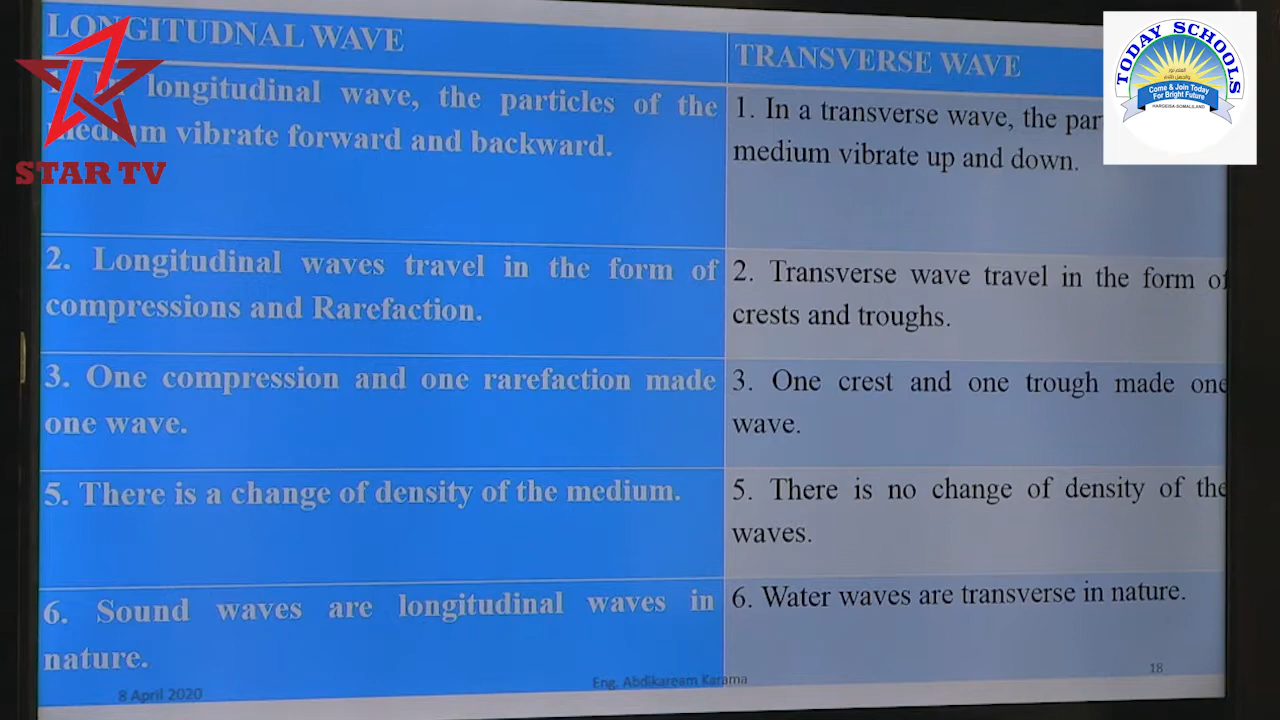 LONGITUDNAL WAVE
longitudinal wave, the particles of the
medium vibrate forward and backward.
2. Longitudinal waves travel in the form of
compressions and Rarefaction.
3. One compression and one rarefaction made
one wave.
5. There is a change of density of the medium.
6. Sound waves are longitudinal waves in
nature.
TRANSVERSE WAVE
1. In a transverse wave, the par
medium vibrate up and down.
2. Transverse wave travel in the form of
crests and troughs.
3. One crest and one trough made one
wave.
5. There is no change of density of the
waves.
6. Water waves are transverse in nature.
8 April 2020
Eng. Abdikaream Karama
18
STAR TV
TODAY SCHOOLS
Come & Join Today
For Bright Future
HARGEISA-SOMALILAND